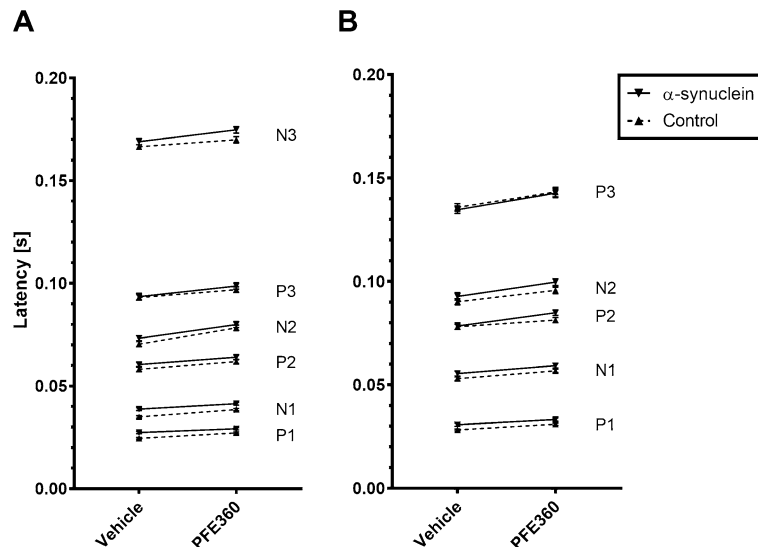 A
B
Latency [s]
0.20
0.15
0.10
0.05
0.00
N3
P3
N2
P2
N1
P1
Vehicle
PFE360
0.20
0.15
0.10
0.05
0.00
P3
N2
P2
N1
P1
Vehicle
PFE360
α-synuclein
Control